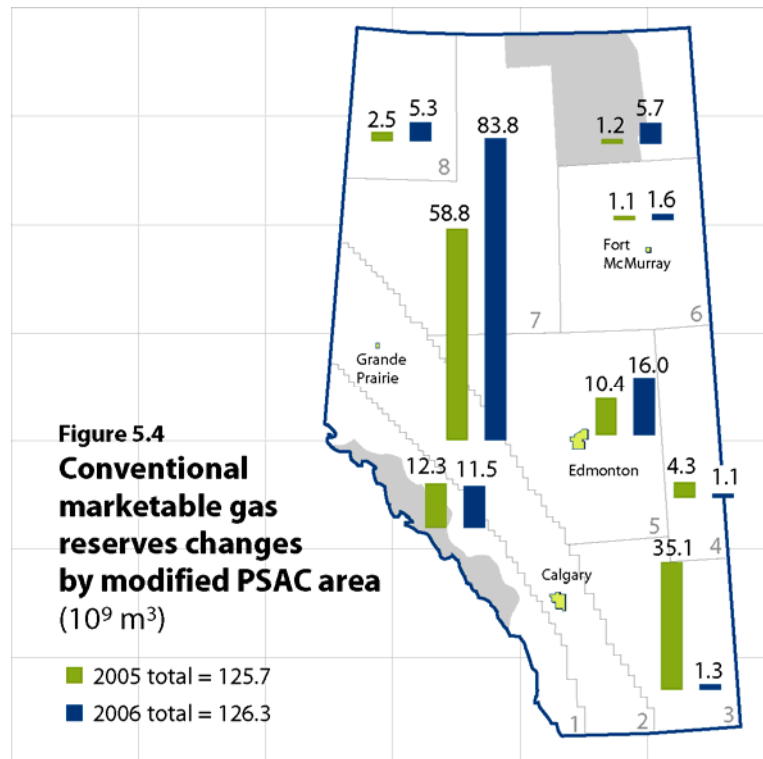 2.5
5.3
83.8
1.2
5.7
8
58.8
1.1
1.6
Fort
McMurray
7
6
Grande
Prairie
10.4
16.0
Edmonton
Figure 5.4
Conventional
marketable gas
reserves changes
by modified PSAC area
(10⁹ m³)
12.3
11.5
4.3
1.1
5
4
35.1
Calgary
1.3
2005 total = 125.7
2006 total = 126.3
1
2
3